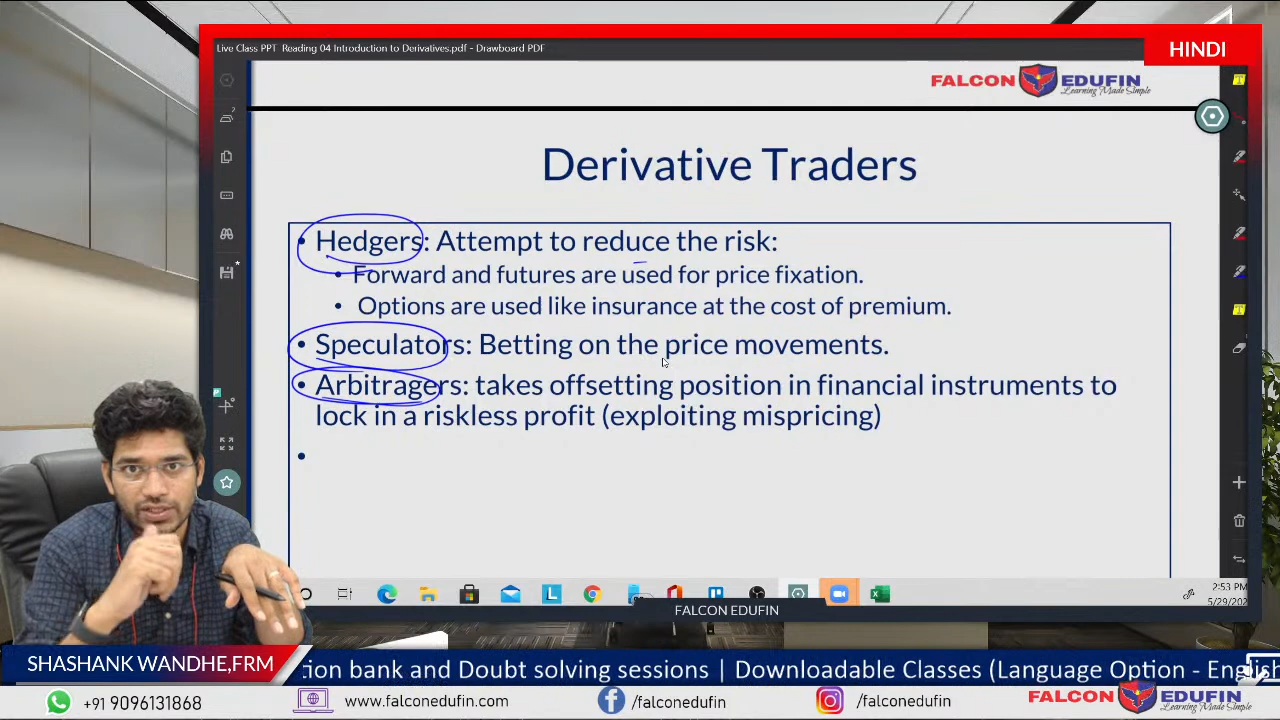 Live Class PPT Reading 04 Introduction to Derivatives.pdf - Drawboard PDF
HINDI
FALCON EDUFIN
Learning Made Simple
Derivative Traders
• Hedgers: Attempt to reduce the risk:
• Forward and futures are used for price fixation.
• Options are used like insurance at the cost of premium.
• Speculators: Betting on the price movements.
• Arbitragers: takes offsetting position in financial instruments to
lock in a riskless profit (exploiting mispricing)
•
2:53 PM
5/29/20
FALCON EDUFIN
SHASHANK WANDHE,FRM
tion bank and Doubt solving sessions | Downloadable Classes (Language Option - English
+91 9096131868
www.falconedufin.com
/falconedufin
/falconedufin
FALCON EDUFIN
Learning Made Simple